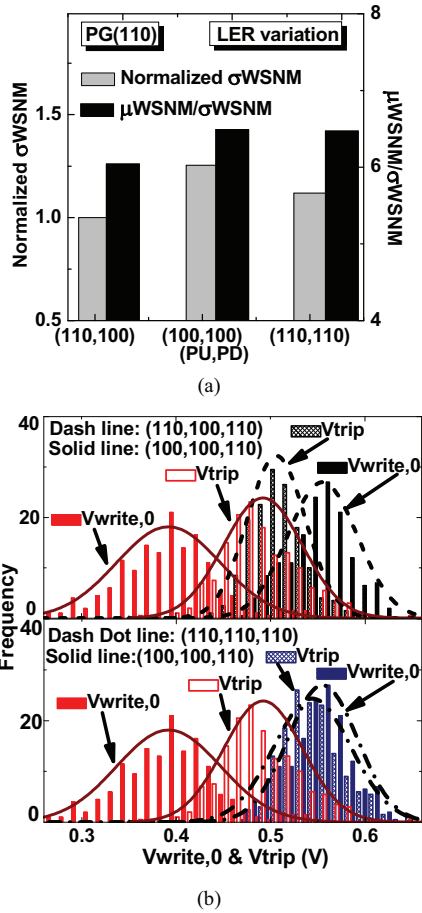 PG(110)
LER variation
Normalized σWSNM
μWSNM/σWSNM
Normalized σWSNM
μWSNM/σWSNM
0.5
1.0
1.5
4
6
8
(110,100)
(100,100)
(110,110)
(PU,PD)
(a)
Dash line: (110,100,110)
Solid line: (100,100,110)
Vtrip
Vtrip
Vwrite,0
Vwrite,0
40
20
0
Frequency
Dash Dot line: (110,110,110)
Solid line:(100,100,110)
Vtrip
Vtrip
Vwrite,0
Vwrite,0
40
20
0
0.3
0.4
0.5
0.6
Vwrite,0 & Vtrip (V)
(b)